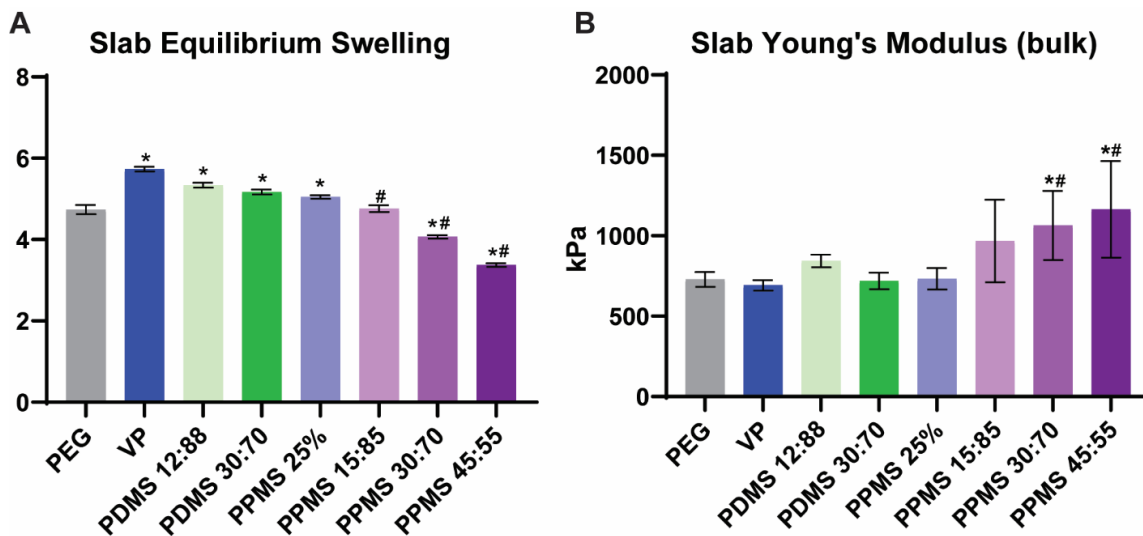 A
Slab Equilibrium Swelling
8
6
4
2
0
*
*
*
*
#
*#
*#
PEG
VP
PDMS 12:88
PDMS 30:70
PPMS 25%
PPMS 15:85
PPMS 30:70
PPMS 45:55
B
Slab Young's Modulus (bulk)
kPa
2000
1500
1000
500
0
*#
*#
PEG
VP
PDMS 12:88
PDMS 30:70
PPMS 25%
PPMS 15:85
PPMS 30:70
PPMS 45:55